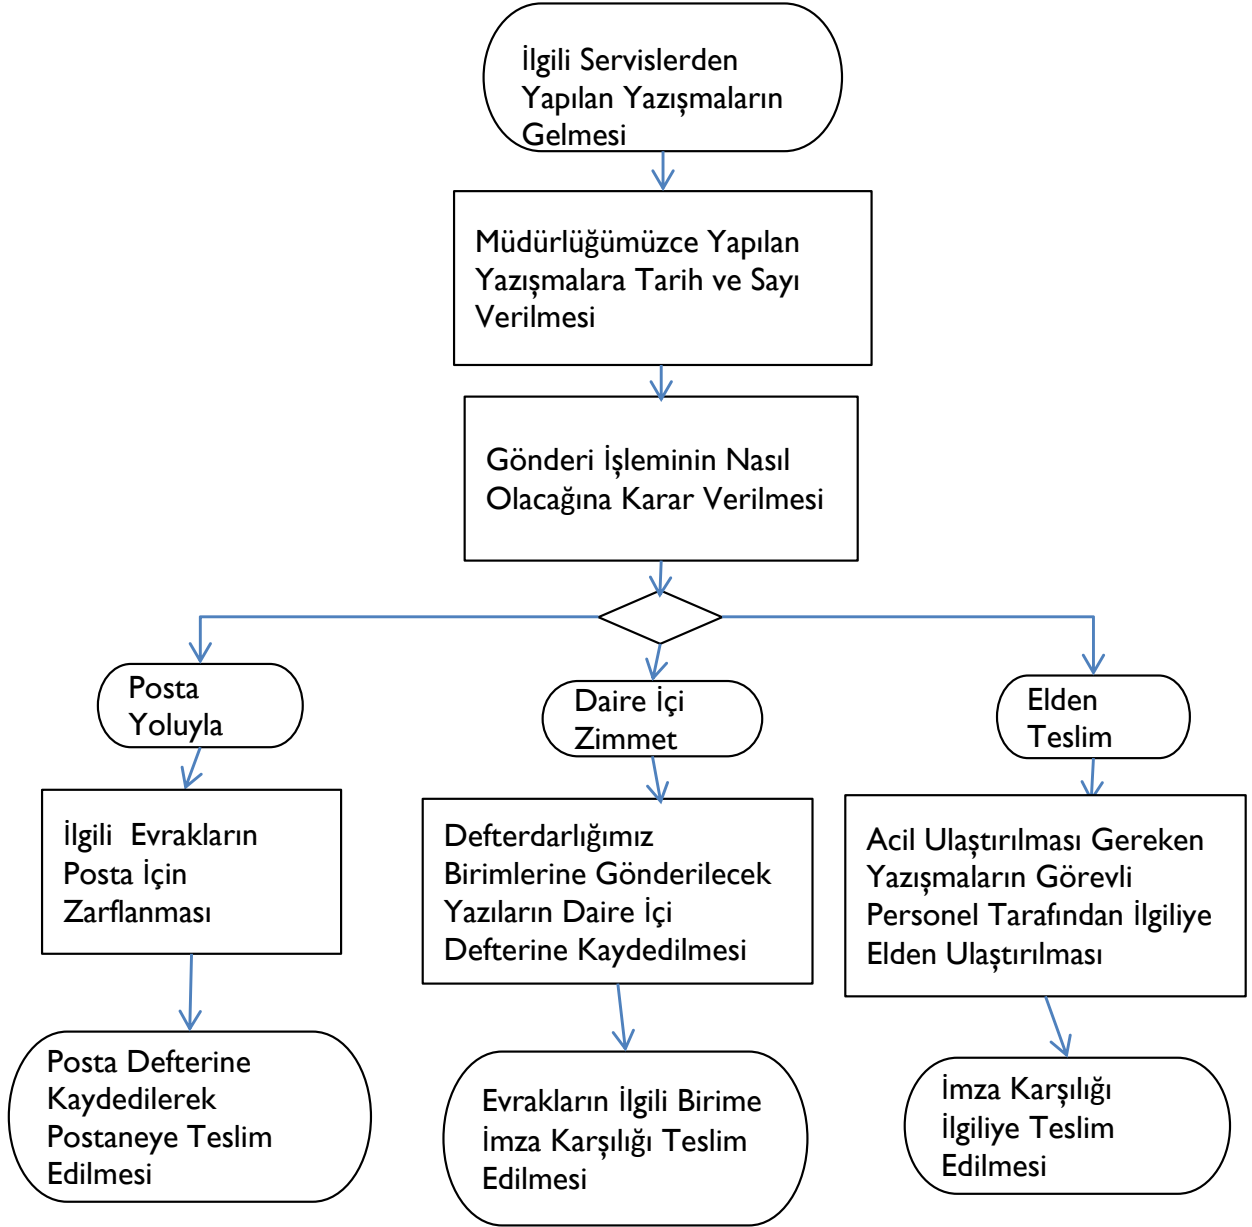 İlgili Servislerden
Yapılan Yazışmaların
Gelmesi
Müdürlüğümüzce Yapılan
Yazışmalara Tarih ve Sayı
Verilmesi
Gönderi İşleminin Nasıl
Olacağına Karar Verilmesi
Posta
Yoluyla
Daire İçi
Zimmet
Elden
Teslim
İlgili Evrakların
Posta İçin
Zarflanması
Defterdarlığımız
Birimlerine Gönderilecek
Yazıların Daire İçi
Defterine Kaydedilmesi
Acil Ulaştırılması Gereken
Yazışmaların Görevli
Personel Tarafından İlgiliye
Elden Ulaştırılması
Posta Defterine
Kaydedilerek
Postaneye Teslim
Edilmesi
Evrakların İlgili Birime
İmza Karşılığı Teslim
Edilmesi
İmza Karşılığı
İlgiliye Teslim
Edilmesi